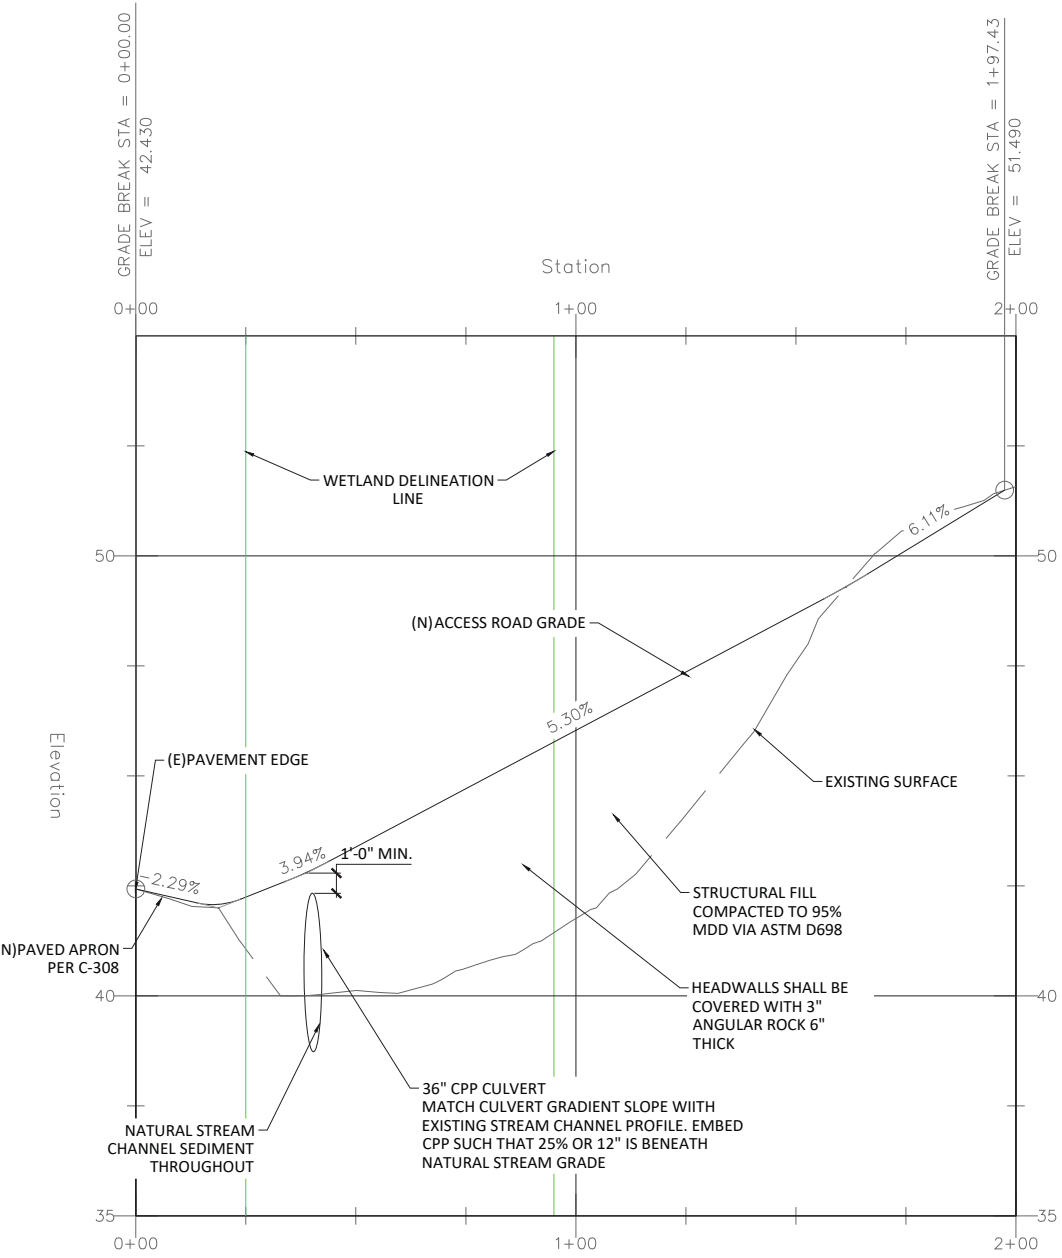 GRADE BREAK STA = 0+00.00
ELEV = 42.430
GRADE BREAK STA = 1+97.43
ELEV = 51.490
Station
0+00
1+00
2+00
WETLAND DELINEATION
LINE
6.11%
50
50
(N)ACCESS ROAD GRADE
5.30%
Elevation
(E)PAVEMENT EDGE
EXISTING SURFACE
3.94%
1'-0" MIN.
-2.29%
STRUCTURAL FILL
COMPACTED TO 95%
MDD VIA ASTM D698
N)PAVED APRON
PER C-308
40
40
HEADWALLS SHALL BE
COVERED WITH 3"
ANGULAR ROCK 6"
THICK
36" CPP CULVERT
MATCH CULVERT GRADIENT SLOPE WIITH
EXISTING STREAM CHANNEL PROFILE. EMBED
CPP SUCH THAT 25% OR 12" IS BENEATH
NATURAL STREAM GRADE
NATURAL STREAM
CHANNEL SEDIMENT
THROUGHOUT
35
35
0+00
1+00
2+00